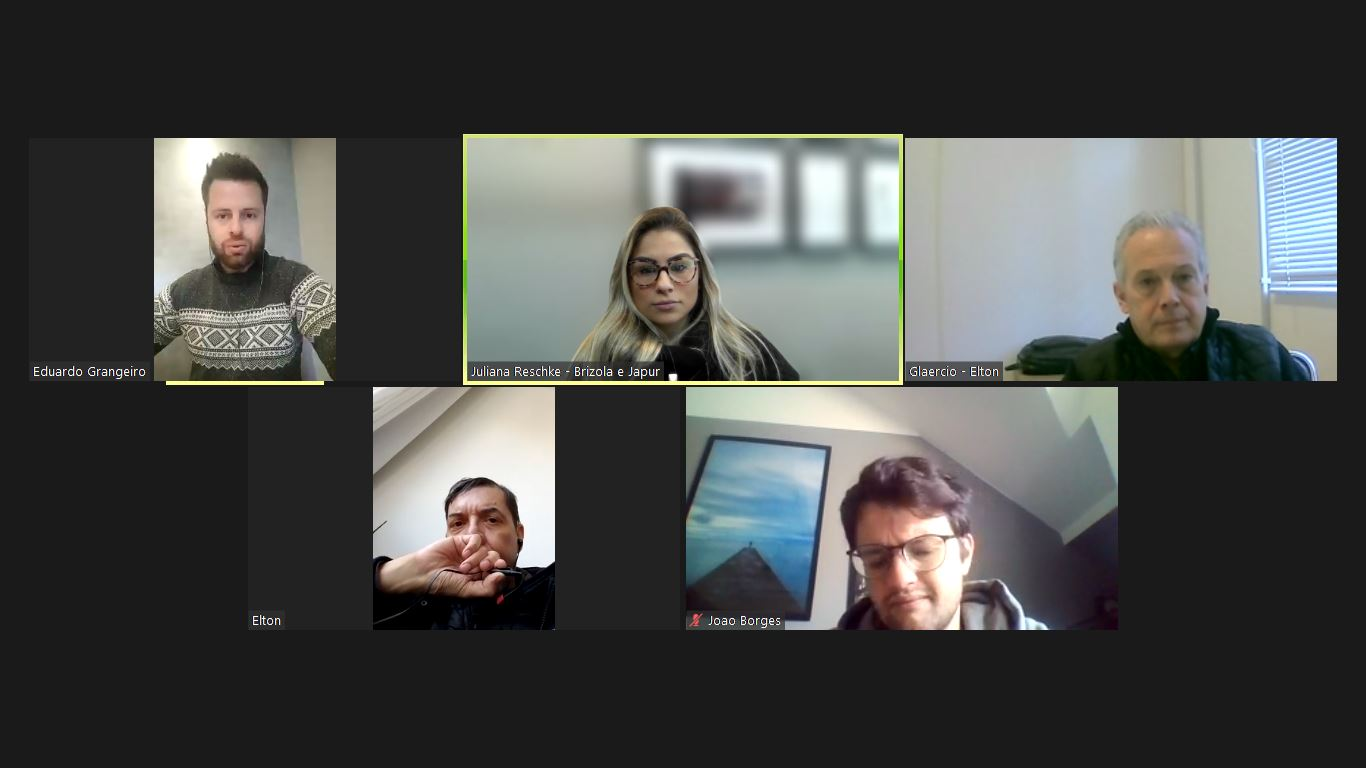 Eduardo Grangeiro
Juliana Reschke - Brizola e Japur
Glaercio - Elton
Elton
Joao Borges